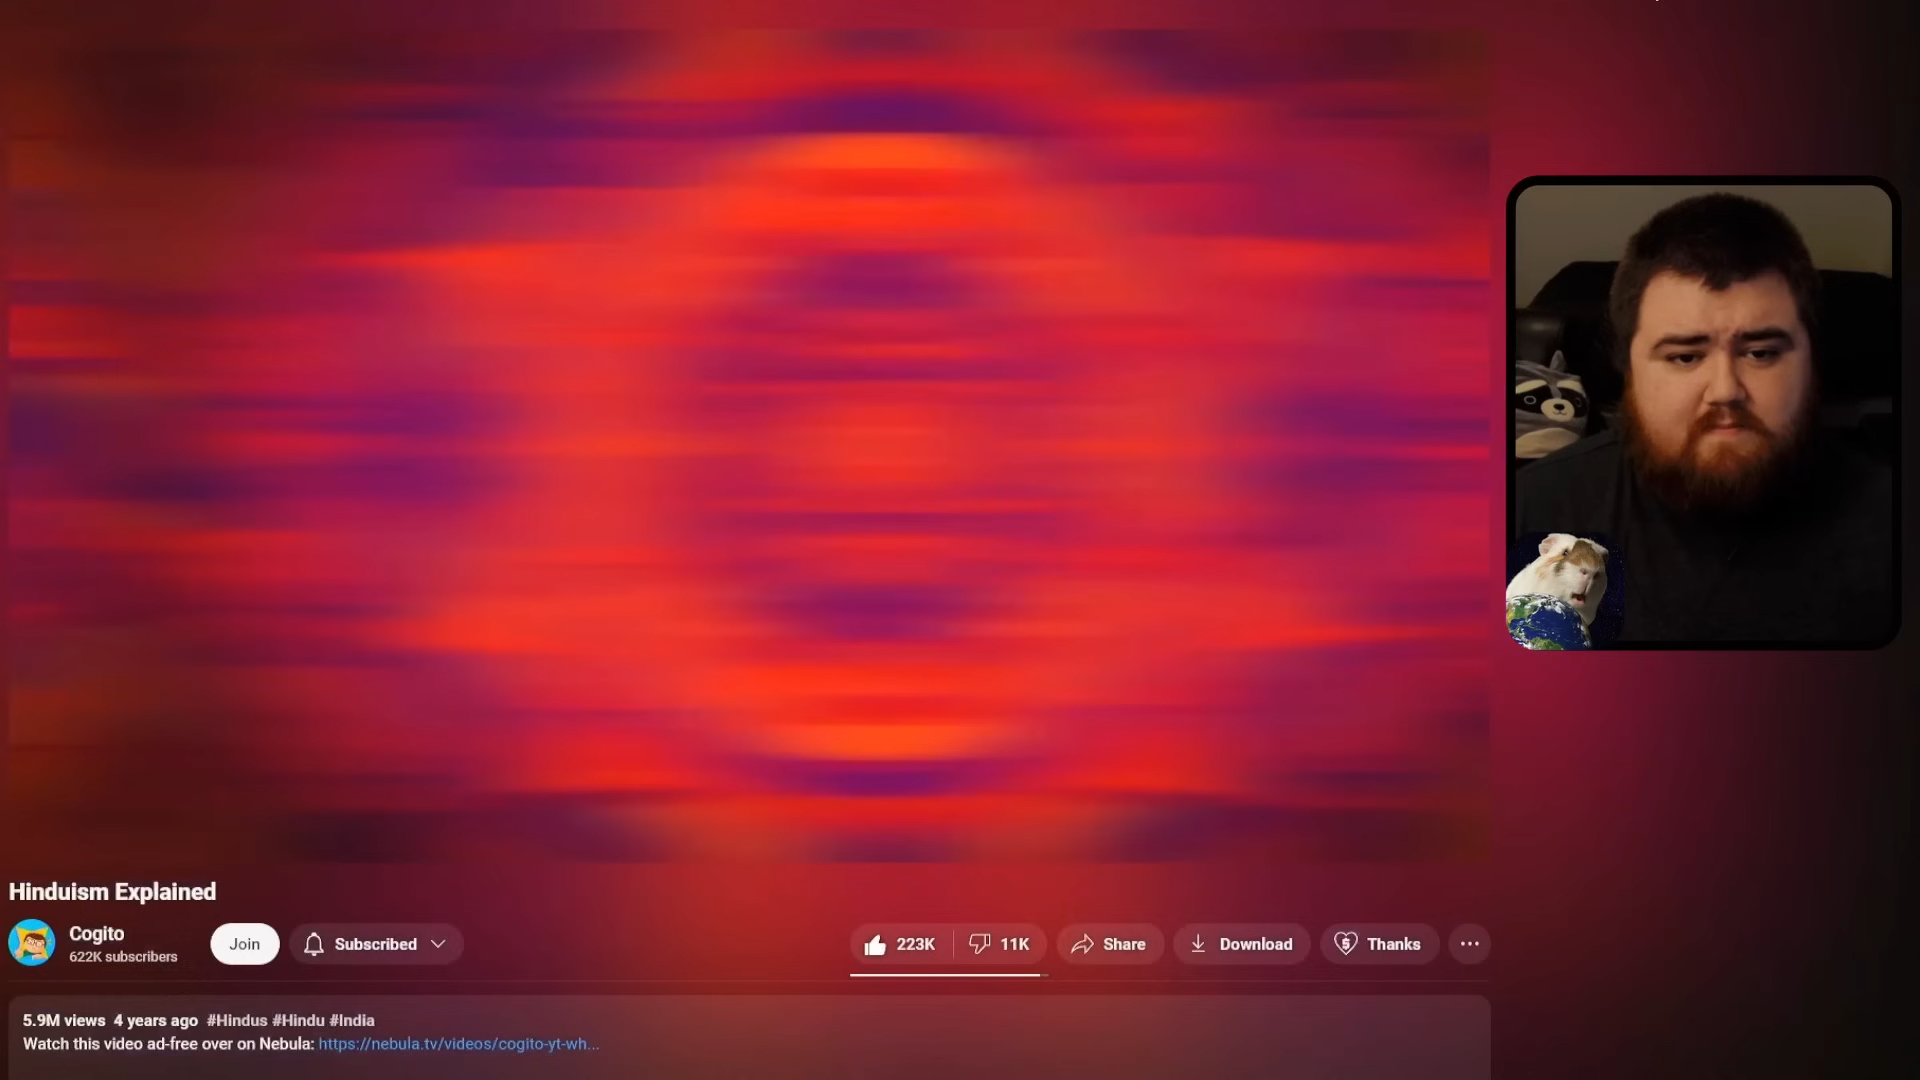 Hinduism Explained
Cogito
622K subscribers
Join
Subscribed
223K
11K
Share
Download
Thanks
5.9M views 4 years ago #Hindus #Hindu #India
Watch this video ad-free over on Nebula: https://nebula.tv/videos/cogito-yt-wh...